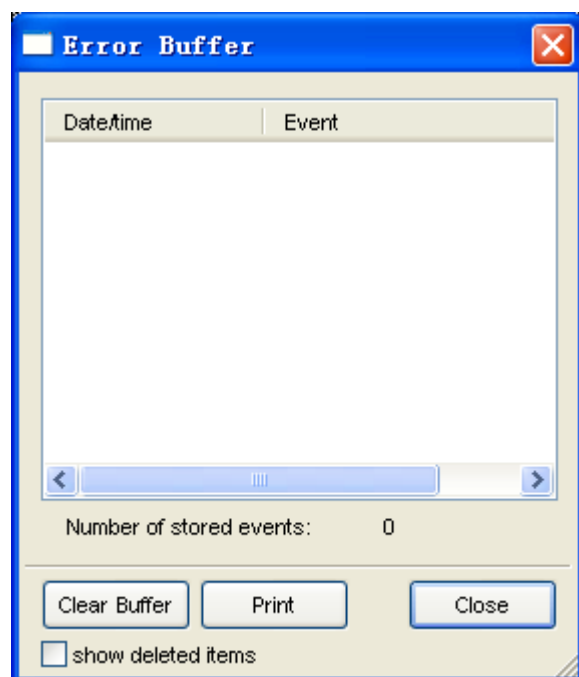 Error Buffer
Date/time Event
Number of stored events: 0
Clear Buffer Print Close
show deleted items